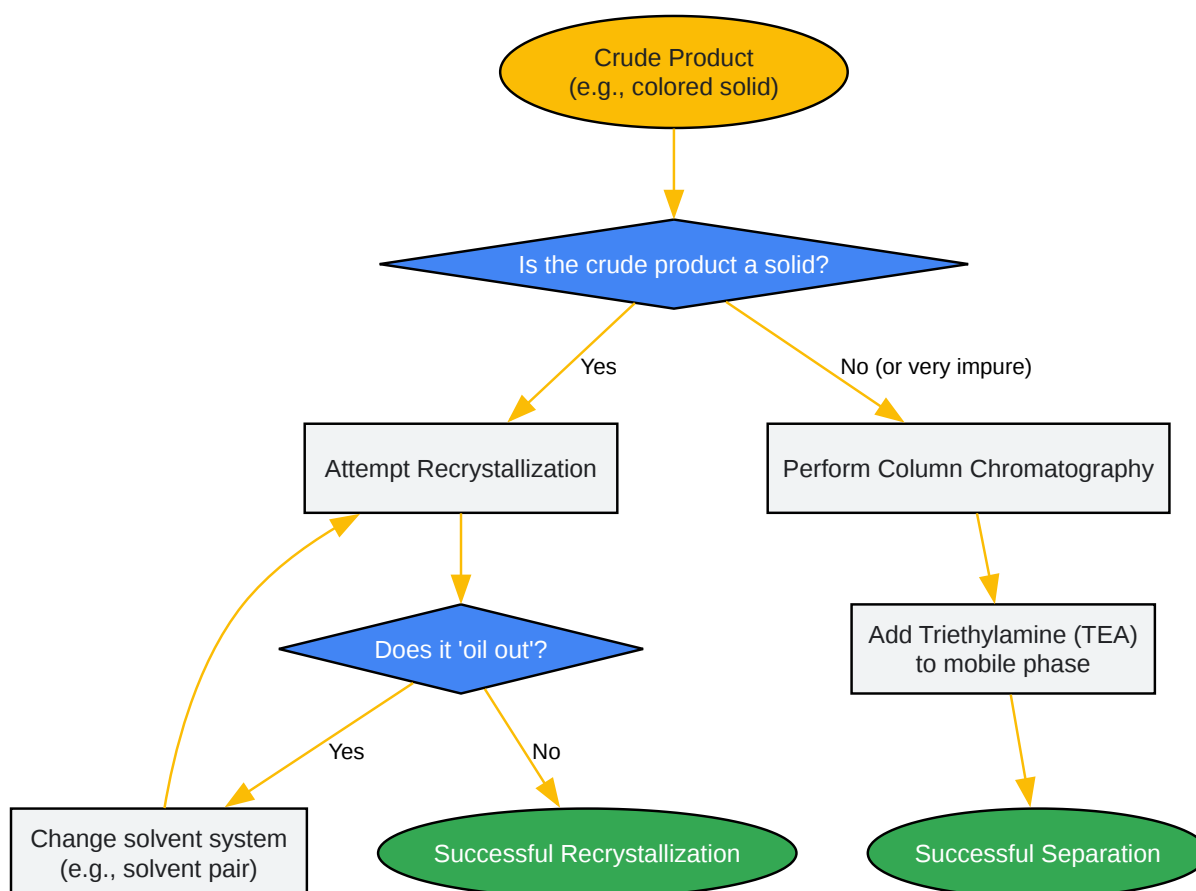 Crude Product
(e.g., colored solid)
Is the crude product a solid?
Yes
No (or very impure)
Attempt Recrystallization
Perform Column Chromatography
Does it 'oil out'?
Add Triethylamine (TEA)
to mobile phase
Yes
No
Change solvent system
(e.g., solvent pair)
Successful Recrystallization
Successful Separation